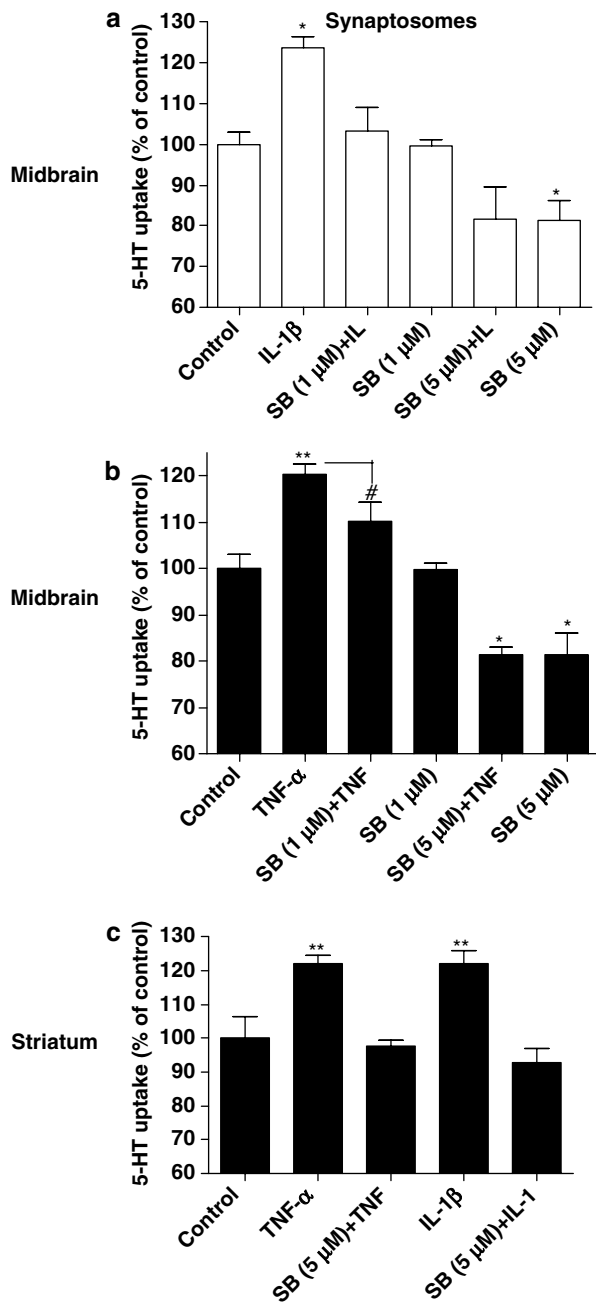 a
Synaptosomes
*
130
120
110
100
90
80
70
60
*
5-HT uptake (% of control)
Midbrain
Control
IL-1β
SB (1 μM)+IL
SB (1 μM)
SB (5 μM)+IL
SB (5 μM)
b
**
#
120
110
100
90
80
70
60
*
*
5-HT uptake (% of control)
Midbrain
Control
TNF-α
SB (1 μM)+TNF
SB (1 μM)
SB (5 μM)+TNF
SB (5 μM)
c
**
**
130
120
110
100
90
80
70
60
5-HT uptake (% of control)
Striatum
Control
TNF-α
SB (5 μM)+TNF
IL-1β
SB (5 μM)+IL-1